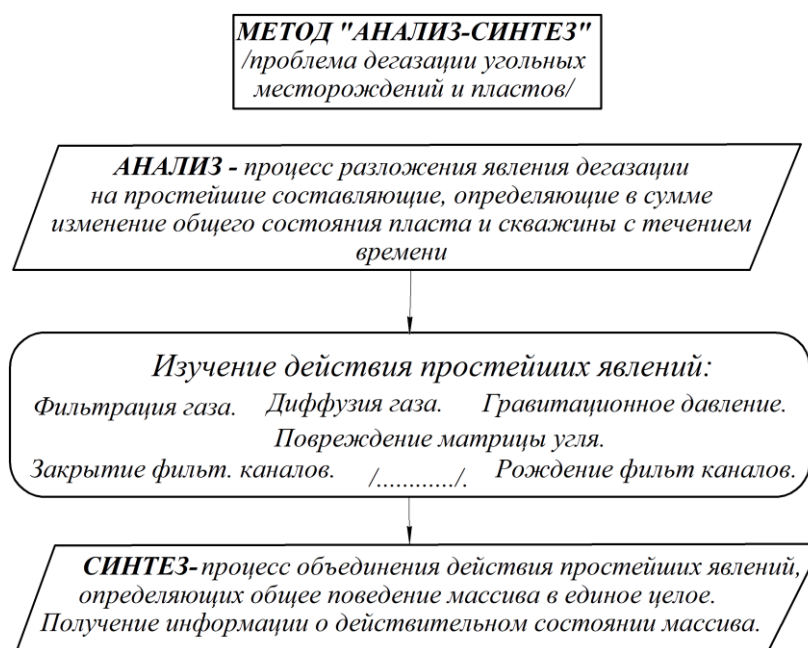 МЕТОД "АНАЛИЗ-СИНТЕЗ"
/проблема дегазации угольных
месторождений и пластов/
АНАЛИЗ - процесс разложения явления дегазации
на простейшие составляющие, определяющие в сумме
изменение общего состояния пласта и скважины с течением
времени
Изучение действия простейших явлений:
Фильтрация газа. Диффузия газа. Гравитационное давление.
Повреждение матрицы угля.
Закрытие фильт. каналов. /............/. Рождение фильт каналов.
СИНТЕЗ- процесс объединения действия простейших явлений,
определяющих общее поведение массива в единое целое.
Получение информации о действительном состоянии массива.